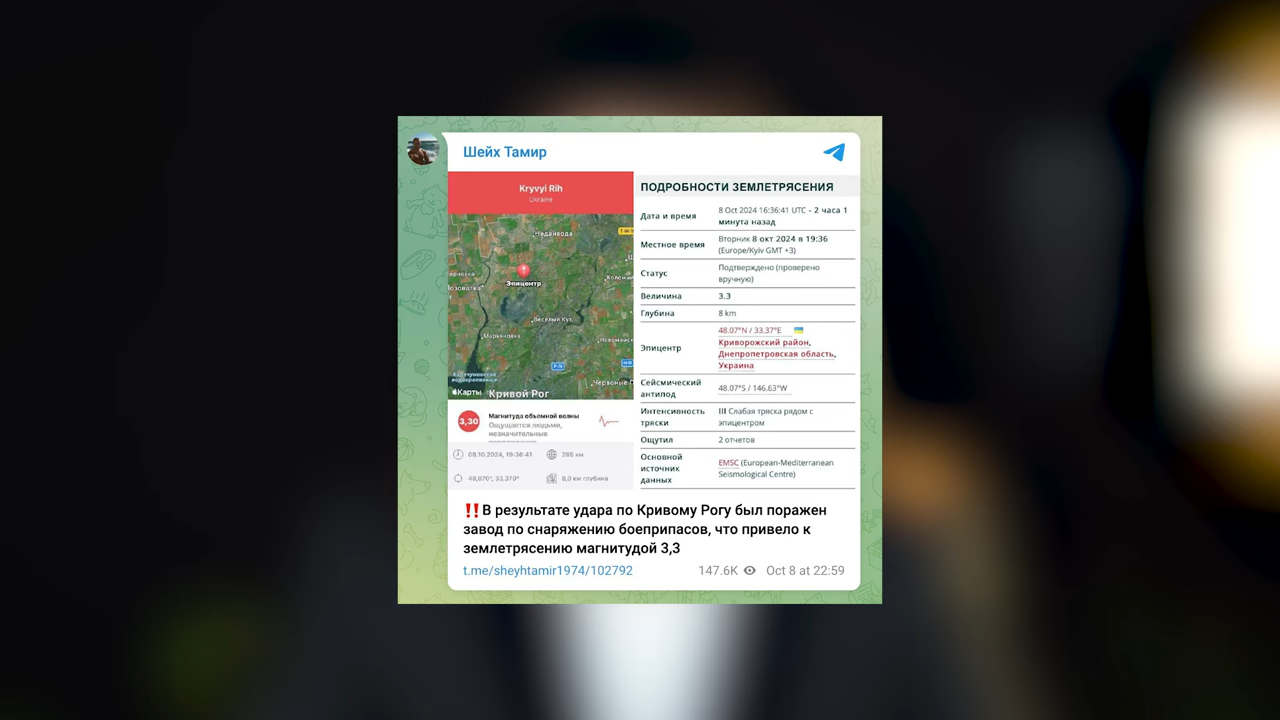 Шейх Тамир
Kryvyi Rih
Ukraine
Недайвода
Эпицентр
Веселый Кут
Марьяновка
Карты
Кривой Рог
3,30
Магнитуда объемной волны
Ощущается людьми,
незначительные
08.10.2024, 19:36:41
265 км
48,070°, 33,370°
8,0 км глубина
ПОДРОБНОСТИ ЗЕМЛЕТРЯСЕНИЯ
Дата и время
8 Oct 2024 16:36:41 UTC - 2 часа 1
минута назад
Местное время
Вторник 8 окт 2024 в 19:36
(Europe/Kyiv GMT +3)
Статус
Подтверждено (проверено
вручную)
Величина
3.3
Глубина
8 km
Эпицентр
48.07°N / 33.37°E
Криворожский район,
Днепропетровская область,
Украина
Сейсмический
антипод
48.07°S / 146.63°W
Интенсивность
тряски
III Слабая тряска рядом с
эпицентром
Ощутил
2 отчетов
Основной
источник
данных
EMSC (European-Mediterranean
Seismological Centre)
‼️В результате удара по Кривому Рогу был поражен
завод по снаряжению боеприпасов, что привело к
землетрясению магнитудой 3,3
t.me/sheyhtamir1974/102792
147.6K
Oct 8 at 22:59